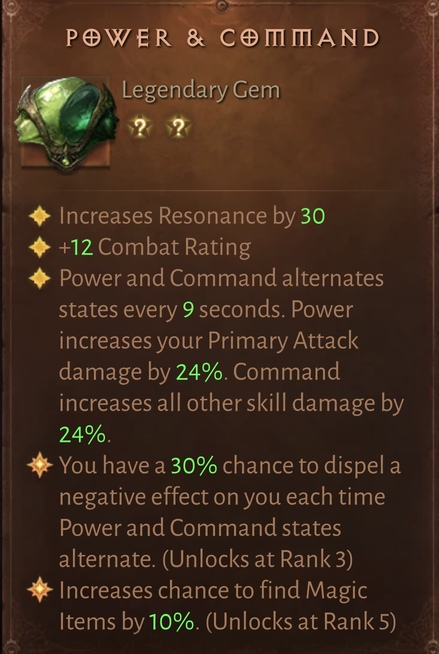 POWER & COMMAND
Legendary Gem
? ?
Increases Resonance by 30
+12 Combat Rating
Power and Command alternates
states every 9 seconds. Power
increases your Primary Attack
damage by 24%. Command
increases all other skill damage by
24%.
You have a 30% chance to dispel a
negative effect on you each time
Power and Command states
alternate. (Unlocks at Rank 3)
Increases chance to find Magic
Items by 10%. (Unlocks at Rank 5)